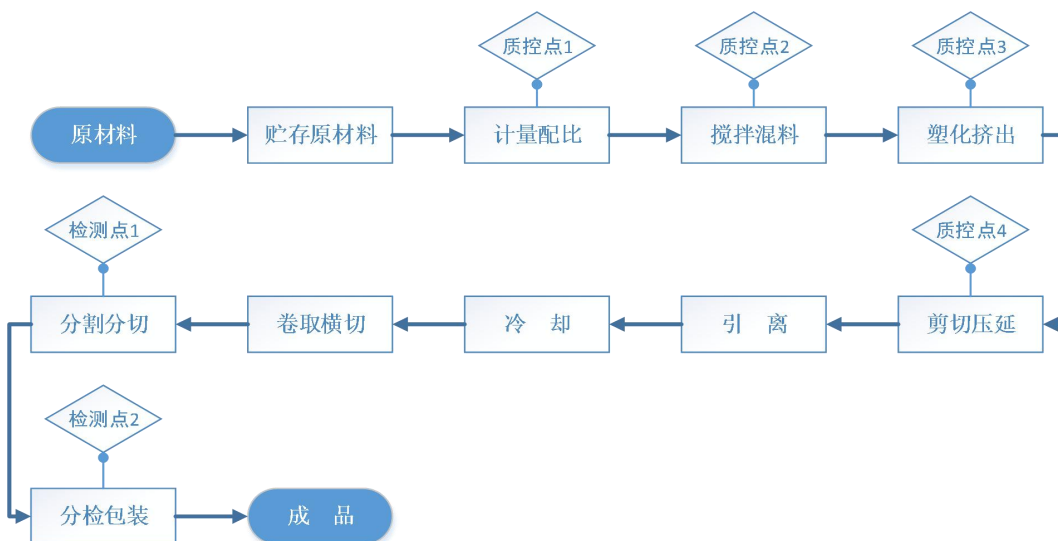 质控点1
质控点2
质控点3
原材料
贮存原材料
计量配比
搅拌混料
塑化挤出
检测点1
质控点4
分割分切
卷取横切
冷 却
引 离
剪切压延
检测点2
分检包装
成 品